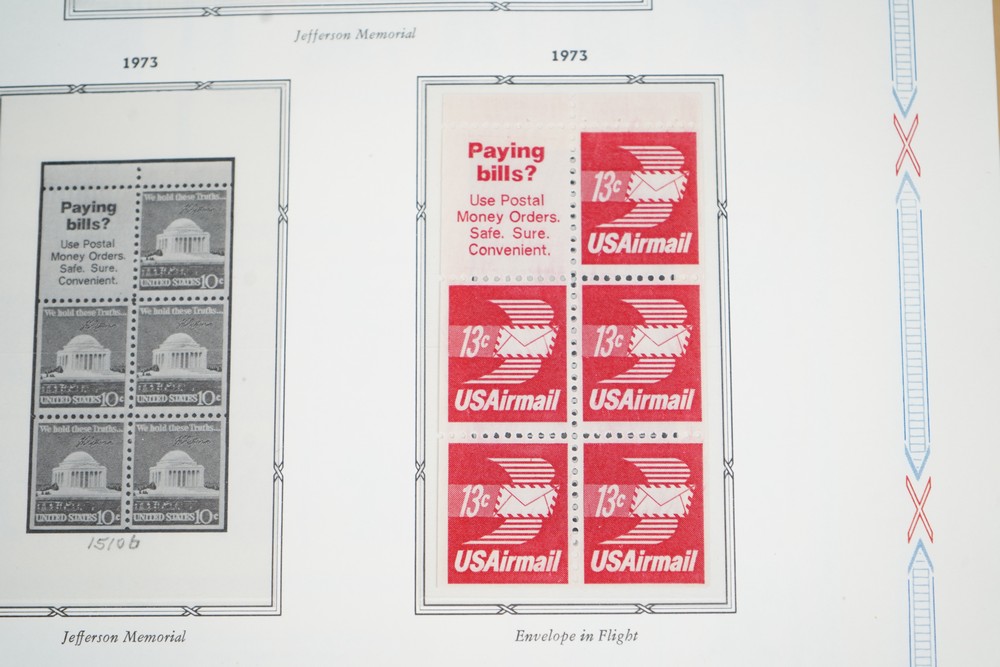 Jefferson Memorial
1973
Paying
bills?
Use Postal
Money Orders.
Safe. Sure.
Convenient.
We hold these Truths...
UNITED STATES 10c
We hold these Truths...
UNITED STATES 10c
We hold these Truths...
UNITED STATES 10c
We hold these Truths...
UNITED STATES 10c
We hold these Truths...
UNITED STATES 10c
1510b
Jefferson Memorial
1973
Paying
bills?
Use Postal
Money Orders.
Safe. Sure.
Convenient.
13c
USAirmail
13c
USAirmail
13c
USAirmail
13c
USAirmail
13c
USAirmail
Envelope in Flight